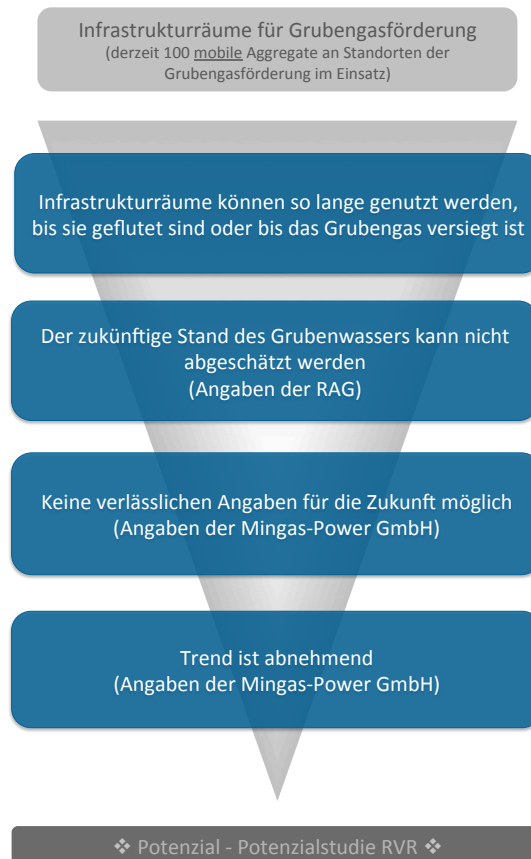 Infrastrukturräume für Grubengasförderung
(derzeit 100 mobile Aggregate an Standorten der
Grubengasförderung im Einsatz)
Infrastrukturräume können so lange genutzt werden,
bis sie geflutet sind oder bis das Grubengas versiegt ist
Der zukünftige Stand des Grubenwassers kann nicht
abgeschätzt werden
(Angaben der RAG)
Keine verlässlichen Angaben für die Zukunft möglich
(Angaben der Mingas-Power GmbH)
Trend ist abnehmend
(Angaben der Mingas-Power GmbH)
❖ Potenzial - Potenzialstudie RVR ❖